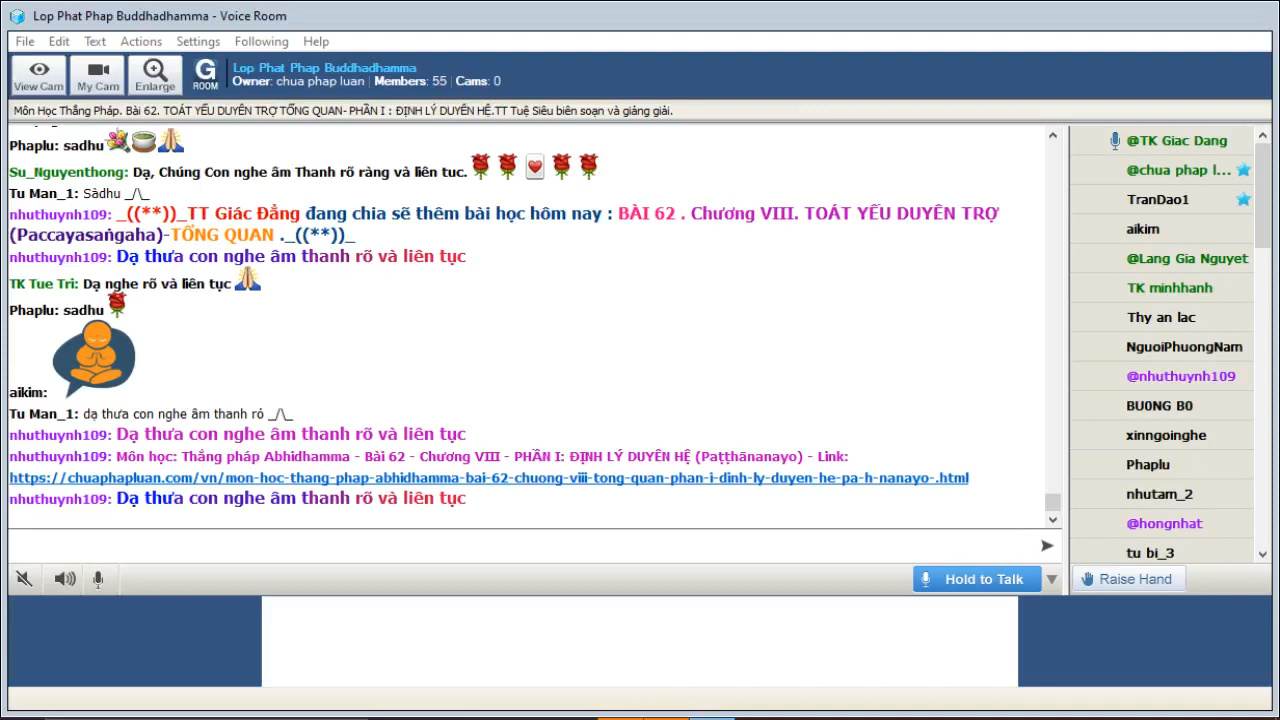 Lop Phat Phap Buddhadhamma - Voice Room
File Edit Text Actions Settings Following Help
View Cam My Cam Enlarge G ROOM
Lop Phat Phap Buddhadhamma
Owner: chua phap luan | Members: 55 | Cams: 0
Môn Học Thắng Pháp. Bài 62. TOÁT YẾU DUYÊN TRỢ TỔNG QUAN- PHẦN I : ĐỊNH LÝ DUYÊN HỆ.TT Tuệ Siêu biên soạn và giảng giải.
Phaplu: sadhu
Su_Nguyenthong: Dạ, Chúng Con nghe âm Thanh rõ ràng và liên tuc.
Tu Man_1: Sàdhu _/\_
nhuthuynh109: _((**))_TT Giác Đẳng đang chia sẽ thêm bài học hôm nay : BÀI 62 . Chương VIII. TOÁT YẾU DUYÊN TRỢ
(Paccayasaṅgaha)-TỔNG QUAN ._((**))_
nhuthuynh109: Dạ thưa con nghe âm thanh rõ và liên tục
TK Tue Tri: Dạ nghe rõ và liên tục
Phaplu: sadhu
aikim:
Tu Man_1: dạ thưa con nghe âm thanh rỏ _/\_
nhuthuynh109: Dạ thưa con nghe âm thanh rõ và liên tục
nhuthuynh109: Môn học: Thắng pháp Abhidhamma - Bài 62 - Chương VIII - PHẦN I: ĐỊNH LÝ DUYÊN HỆ (Paṭṭhānanayo) - Link:
https://chuaphapluan.com/vn/mon-hoc-thang-phap-abhidhamma-bai-62-chuong-viii-tong-quan-phan-i-dinh-ly-duyen-he-pa-h-nanayo-.html
nhuthuynh109: Dạ thưa con nghe âm thanh rõ và liên tục
@TK Giac Dang
@chua phap l...
TranDao1
aikim
@Lang Gia Nguyet
TK minhhanh
Thy an lac
NguoiPhuongNam
@nhuthuynh109
BU0NG B0
xinngoinghe
Phaplu
nhutam_2
@hongnhat
tu bi_3
Hold to Talk
Raise Hand